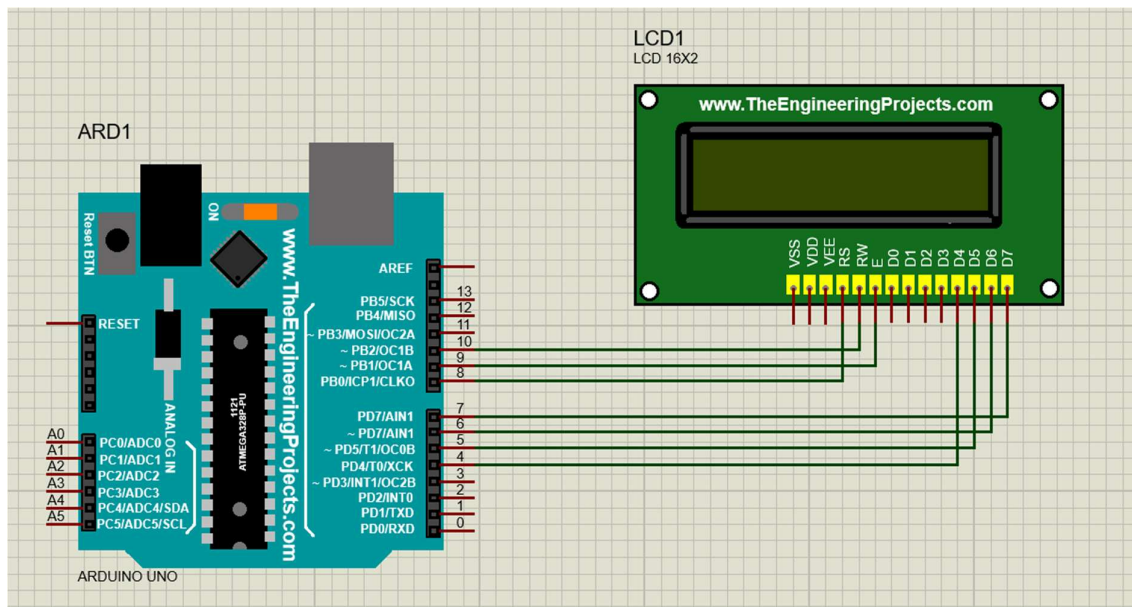 LCD1
LCD 16X2
www.TheEngineeringProjects.com
VSS
VDD
VEE
RS
RW
E
D0
D1
D2
D3
D4
D5
D6
D7
ARD1
Reset BTN
ON
www.TheEngineeringProjects.com
AREF
PB5/SCK 13
PB4/MISO 12
~ PB3/MOSI/OC2A 11
~ PB2/OC1B 10
~ PB1/OC1A 9
PB0/ICP1/CLKO 8
PD7/AIN1 7
~ PD7/AIN1 6
~ PD5/T1/OC0B 5
PD4/T0/XCK 4
~ PD3/INT1/OC2B 3
PD2/INT0 2
PD1/TXD 1
PD0/RXD 0
RESET
1121
ATMEGA328P-PU
ANALOG IN
A0 PC0/ADC0
A1 PC1/ADC1
A2 PC2/ADC2
A3 PC3/ADC3
A4 PC4/ADC4/SDA
A5 PC5/ADC5/SCL
ARDUINO UNO